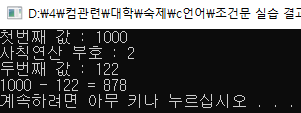 D:₩4₩컴관련₩대학₩숙제₩c언어₩조건문 실습 결고
첫번째 값 : 1000
사칙연산 부호 : 2
두번째 값 : 122
1000 - 122 = 878
계속하려면 아무 키나 누르십시오 . . .